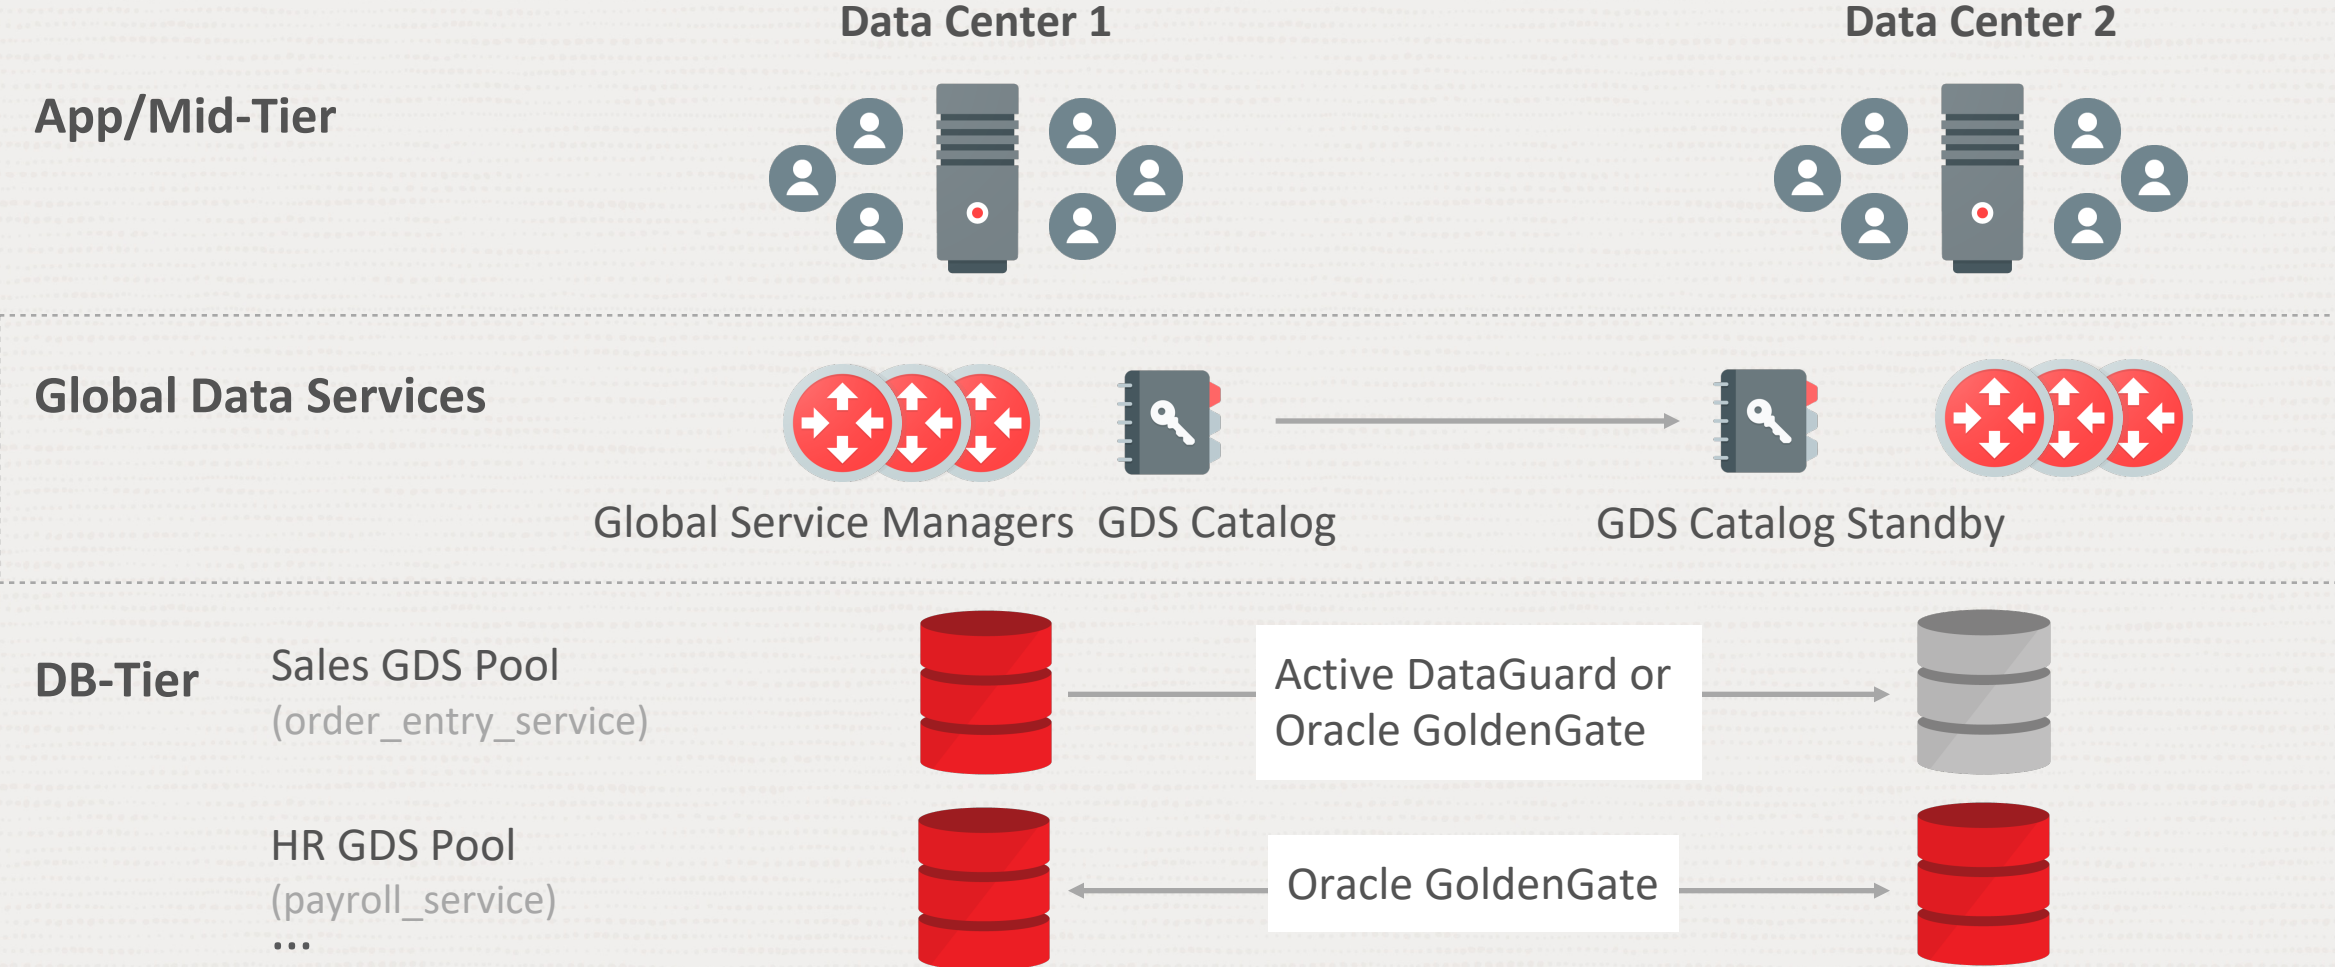 Data Center 1
Data Center 2
App/Mid-Tier
Global Data Services
Global Service Managers
GDS Catalog
GDS Catalog Standby
DB-Tier
Sales GDS Pool
(order_entry_service)
Active DataGuard or
Oracle GoldenGate
HR GDS Pool
(payroll_service)
...
Oracle GoldenGate